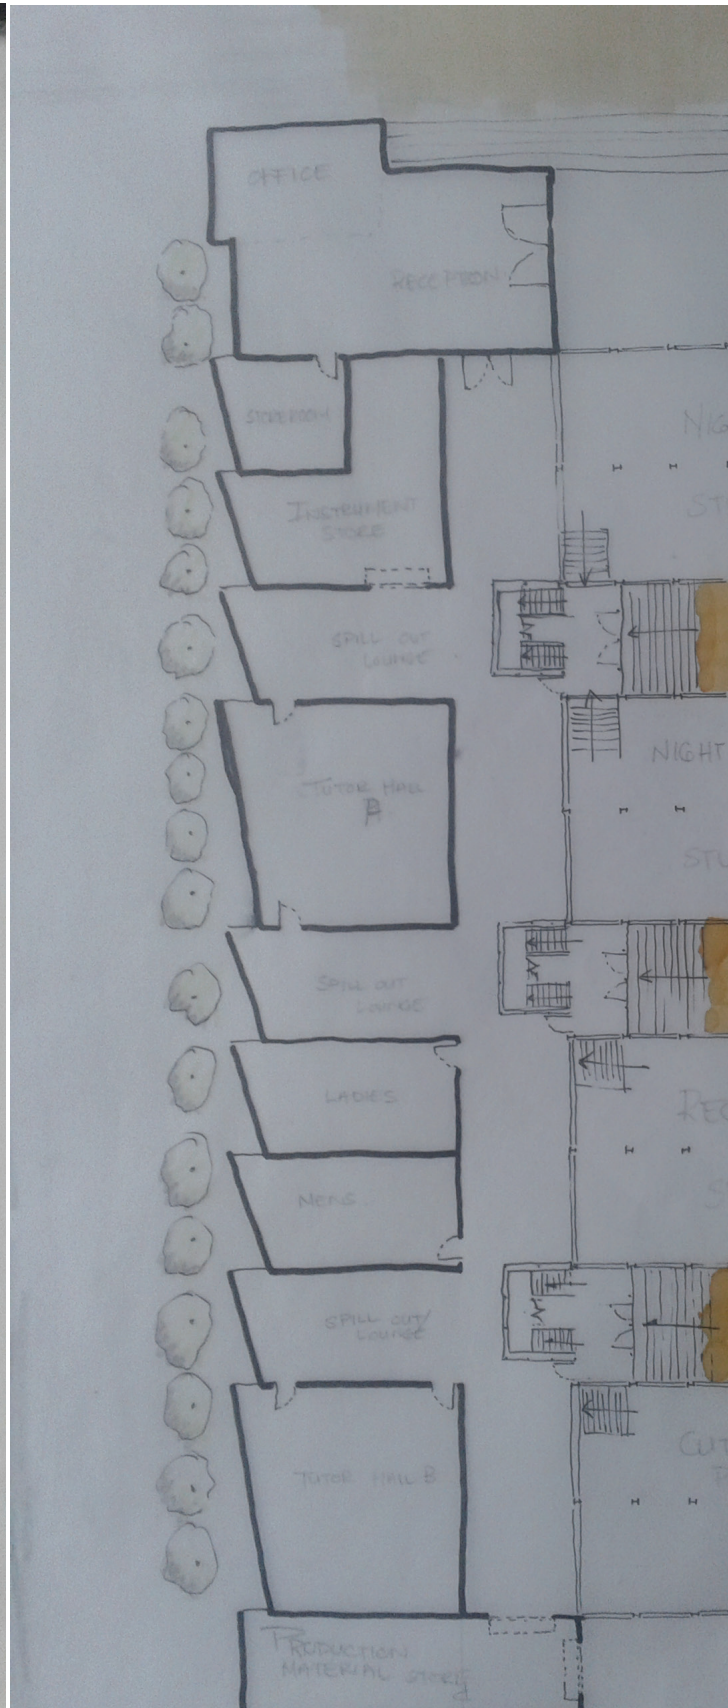 OFFICE
RECEPTION
STOREROOM
INSTRUMENT
STORE
SPILL OUT
LOUNGE
NIGHT
TUTOR HALL
A
SPILL OUT
LOUNGE
LADIES
MENS
SPILL OUT/
LOUNGE
TUTOR HALL B
PRODUCTION
MATERIAL STORE